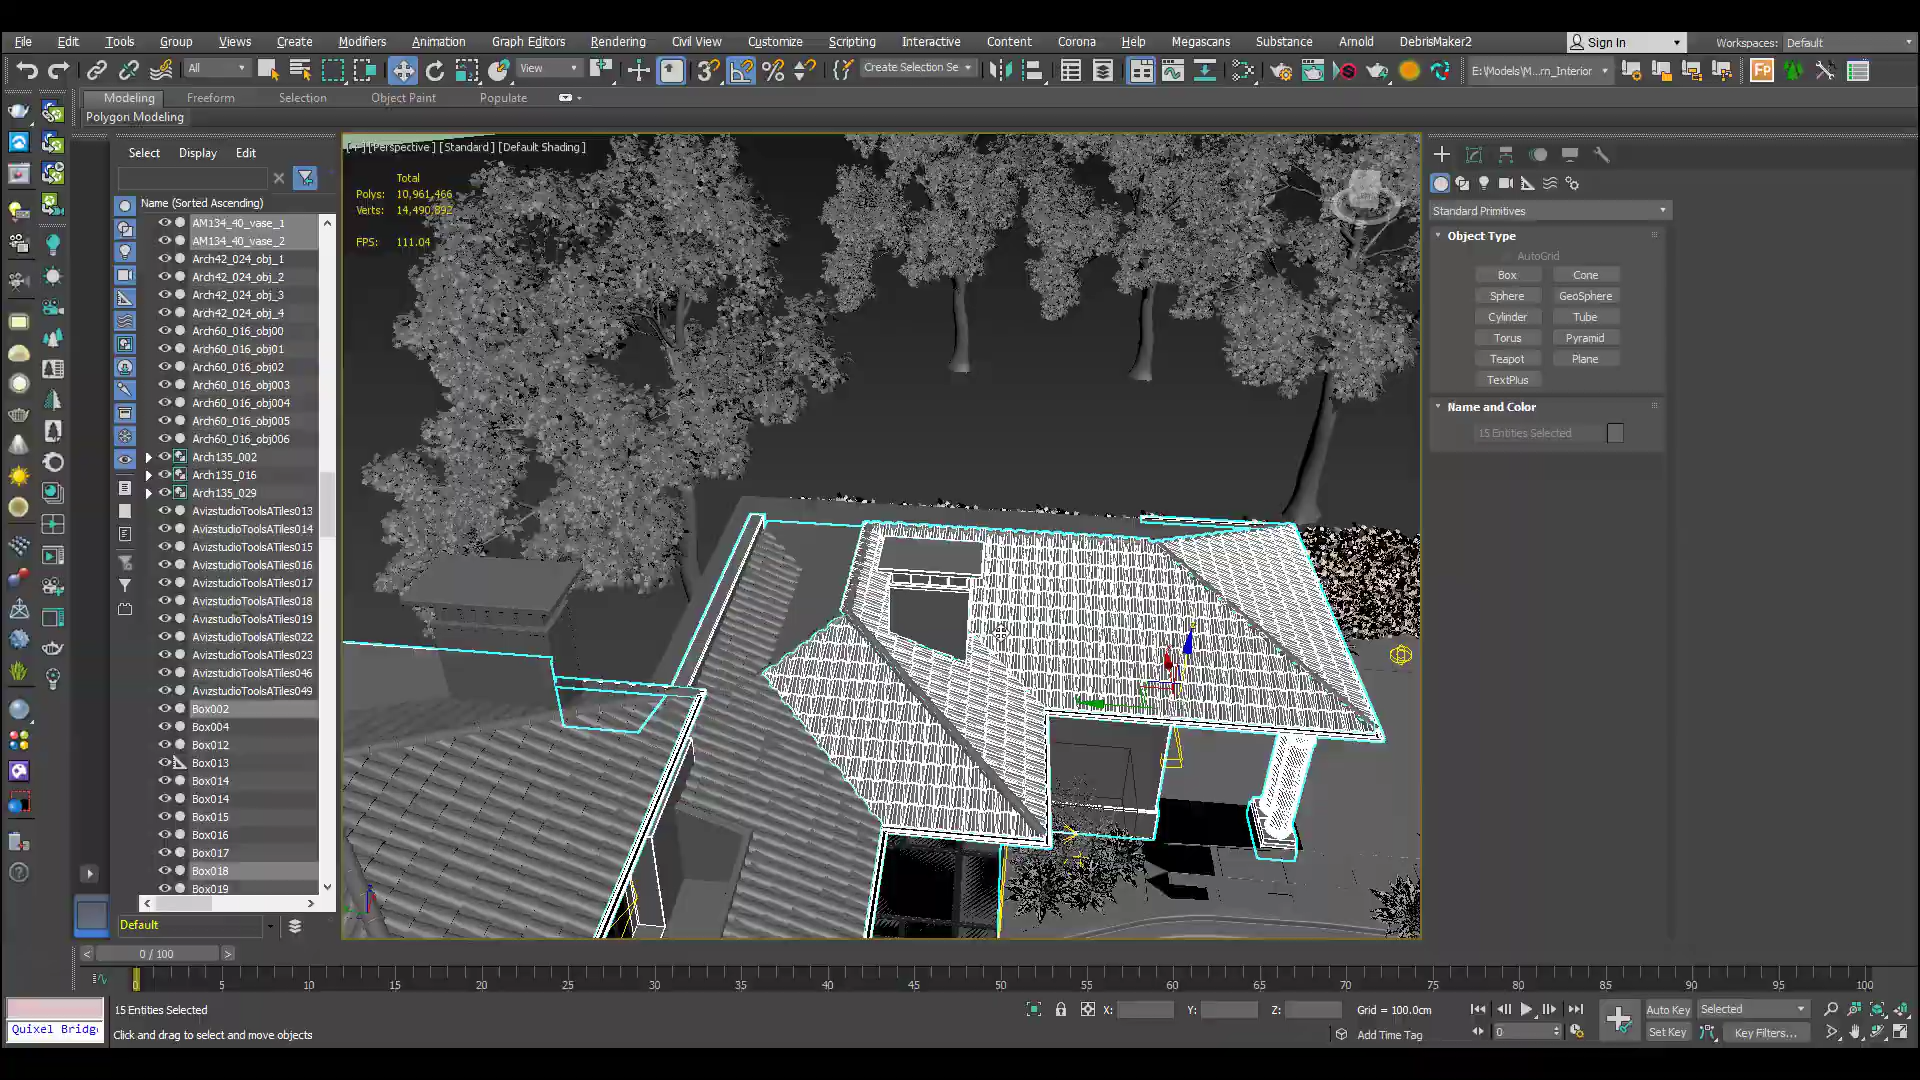 File Edit Tools Group Views Create Modifiers Animation Graph Editors Rendering Civil View Customize Scripting Interactive Content Corona Help Megascans Substance Arnold DebrisMaker2 Sign In Workspaces: Default
All View Create Selection Se E:\Models\M...rn_Interior
Modeling Freeform Selection Object Paint Populate
Polygon Modeling
Select Display Edit
Name (Sorted Ascending)
AM134_40_vase_1
AM134_40_vase_2
Arch42_024_obj_1
Arch42_024_obj_2
Arch42_024_obj_3
Arch42_024_obj_4
Arch60_016_obj00
Arch60_016_obj01
Arch60_016_obj02
Arch60_016_obj003
Arch60_016_obj004
Arch60_016_obj005
Arch60_016_obj006
Arch135_002
Arch135_016
Arch135_029
AvizstudioToolsATiles013
AvizstudioToolsATiles014
AvizstudioToolsATiles015
AvizstudioToolsATiles016
AvizstudioToolsATiles017
AvizstudioToolsATiles018
AvizstudioToolsATiles019
AvizstudioToolsATiles022
AvizstudioToolsATiles023
AvizstudioToolsATiles046
AvizstudioToolsATiles049
Box002
Box004
Box012
Box013
Box014
Box014
Box015
Box016
Box017
Box018
Box019
Default
[+] [Perspective] [Standard] [Default Shading]
Total
Polys: 10,961,466
Verts: 14,490,892
FPS: 111.04
Standard Primitives
Object Type
AutoGrid
Box Cone
Sphere GeoSphere
Cylinder Tube
Torus Pyramid
Teapot Plane
TextPlus
Name and Color
15 Entities Selected
< 0 / 100 >
0 5 10 15 20 25 30 35 40 45 50 55 60 65 70 75 80 85 90 95 100
15 Entities Selected X: Y: Z: Grid = 100.0cm Auto Key Selected
Quixel Bridg Click and drag to select and move objects Add Time Tag 0 Set Key Key Filters...